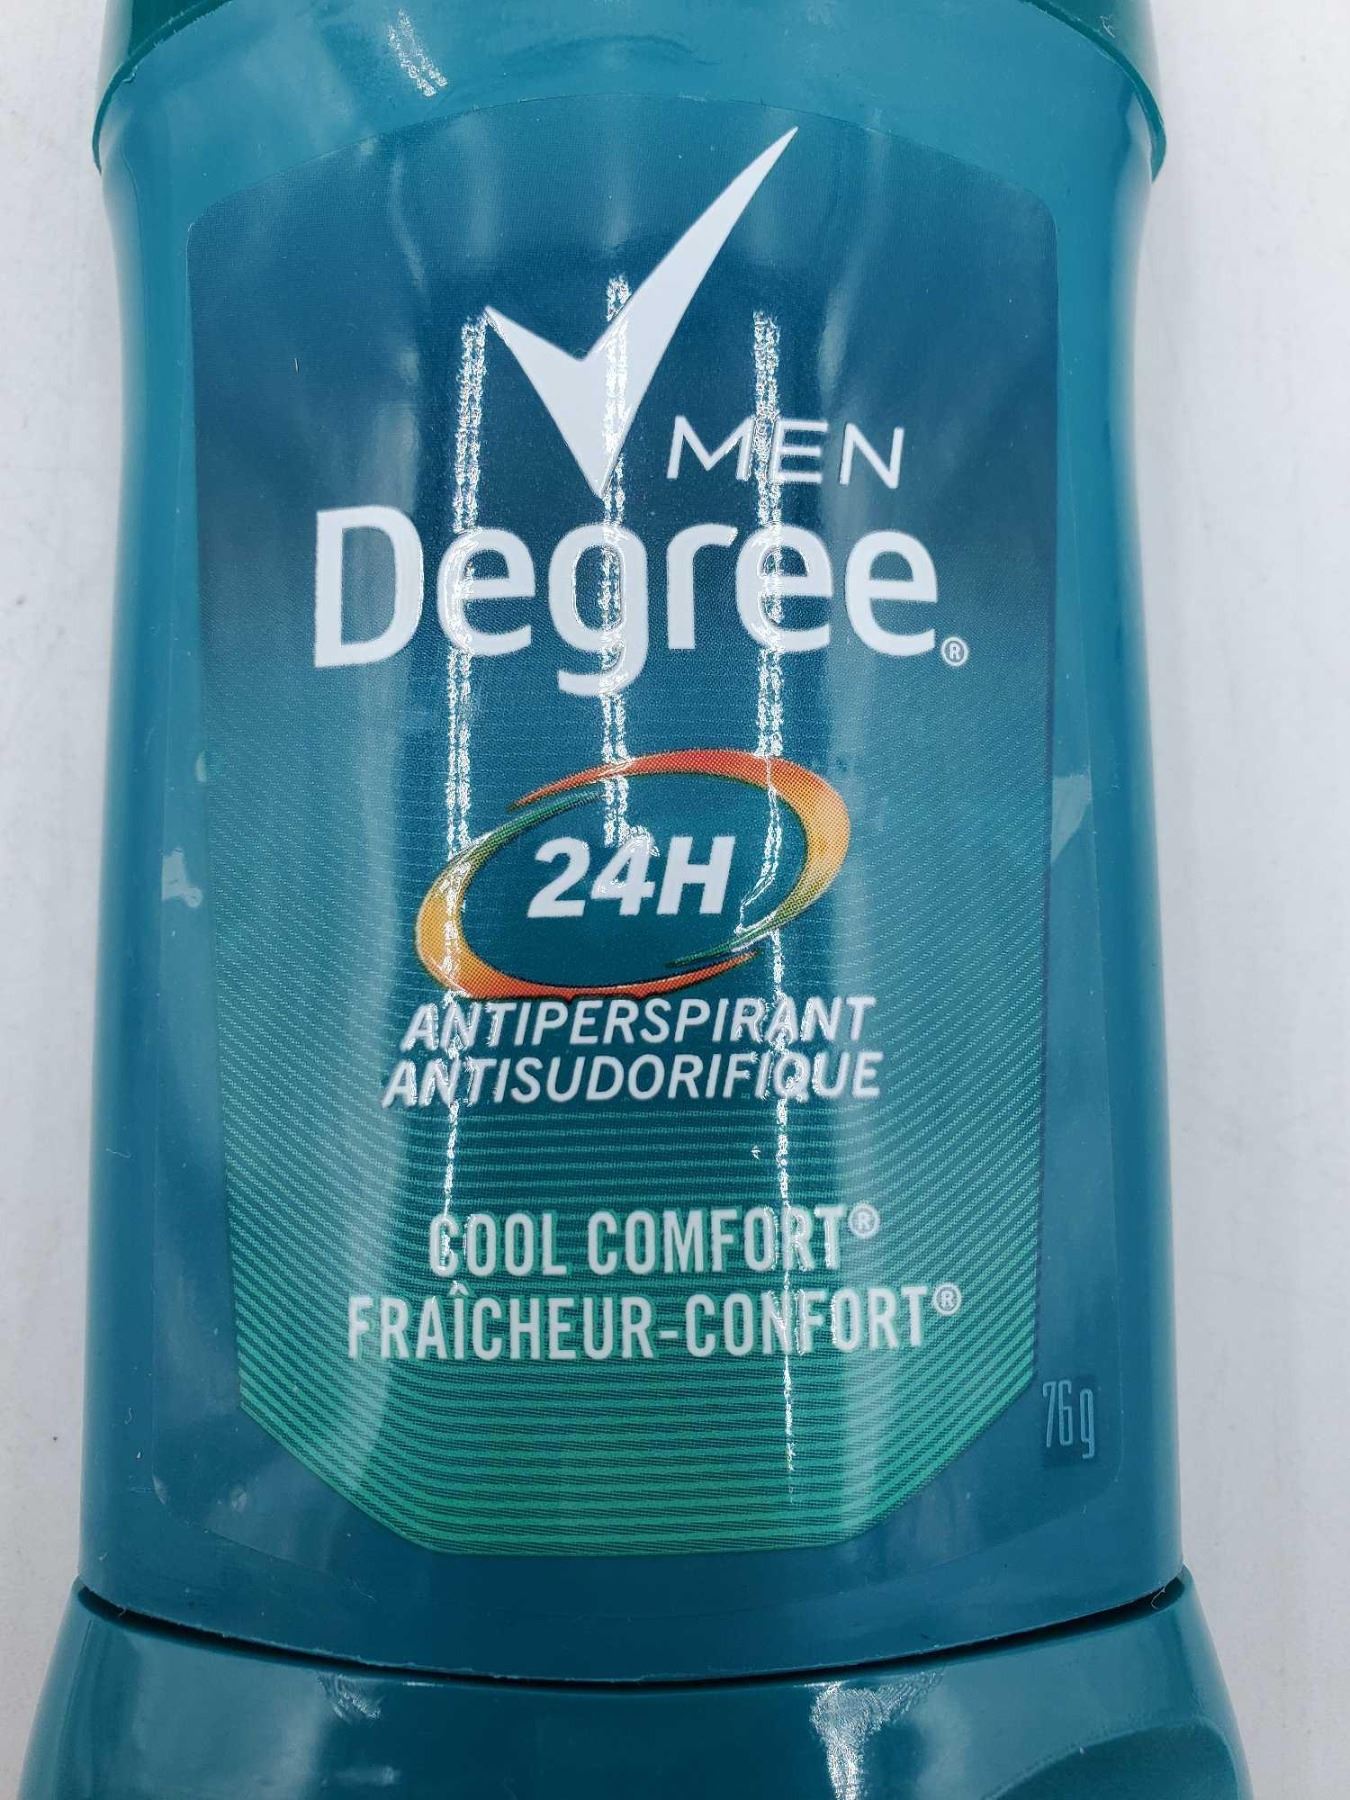 MEN
Degree®
24H
ANTIPERSPIRANT
ANTISUDORIFIQUE
COOL COMFORT®
FRAÎCHEUR-CONFORT®
76g